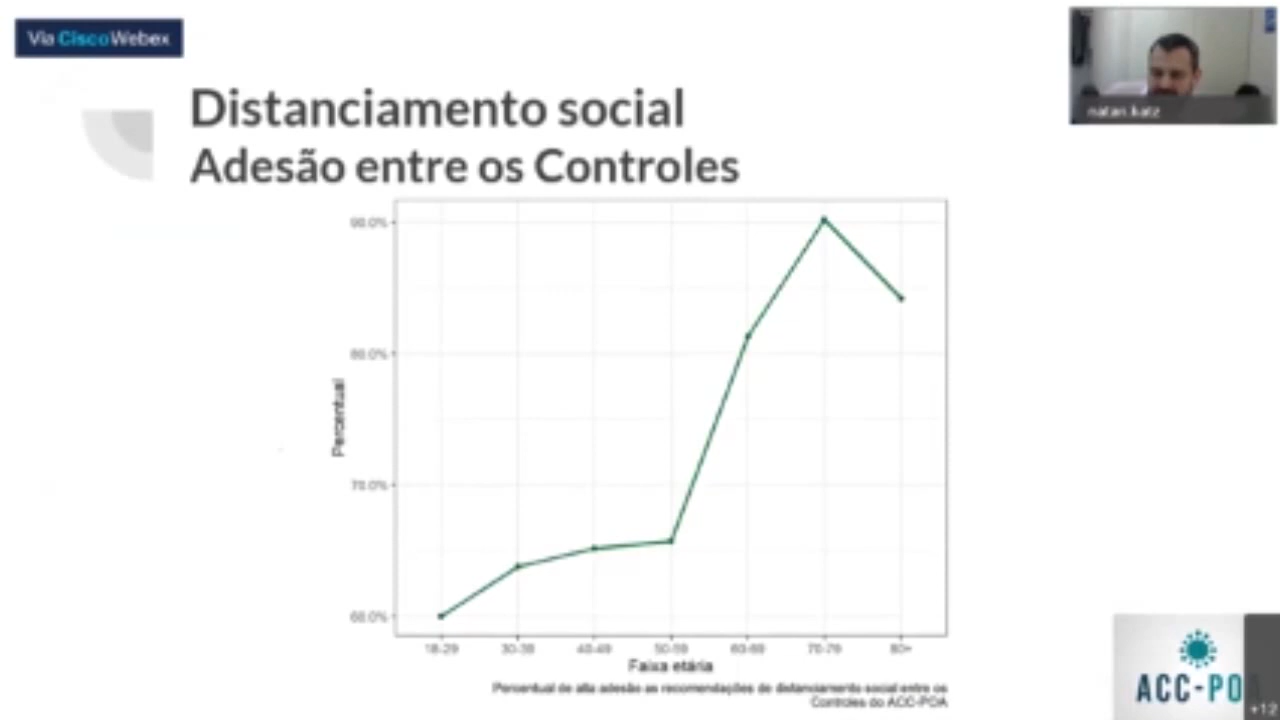 Via Cisco Webex
natan.katz
Distanciamento social
Adesão entre os Controles
90.0%
80.0%
70.0%
60.0%
Percentual
18-29 30-39 40-49 50-59 60-69 70-79 80+
Faixa etária
Percentual de alta adesão as recomendações de distanciamento social entre os
Controles do ACC-POA
ACC-PO
+12